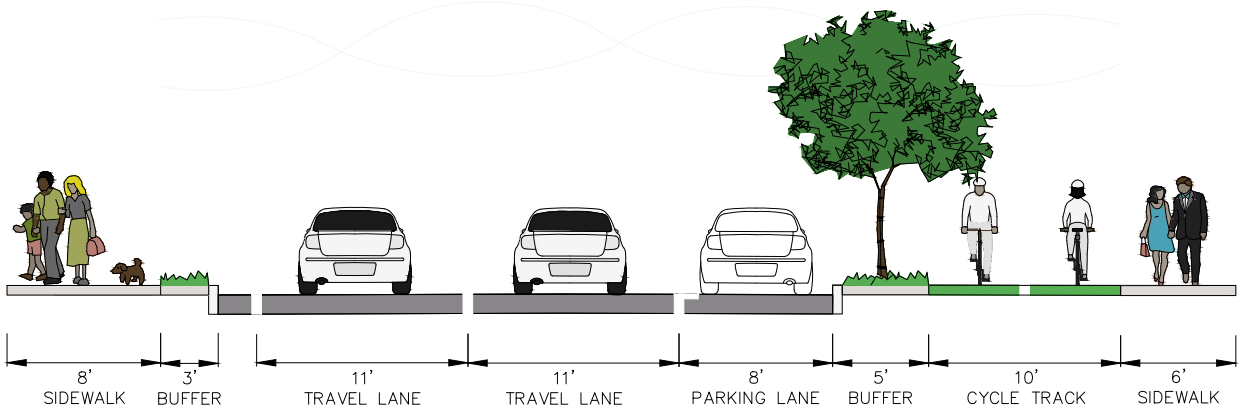 8' 3' 11' 11' 8' 5' 10' 6'
SIDEWALK BUFFER TRAVEL LANE TRAVEL LANE PARKING LANE BUFFER CYCLE TRACK SIDEWALK